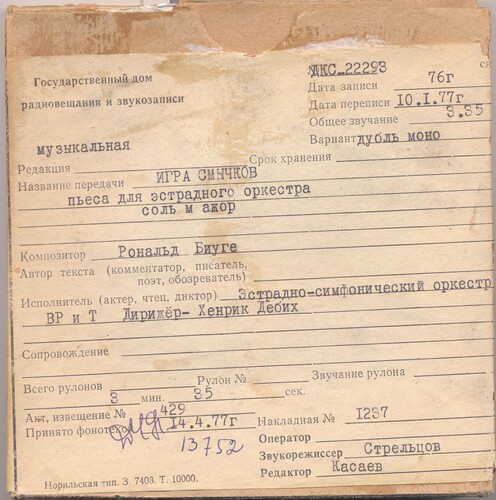 Государственный дом
радиовещания и звукозаписи
ДКС-22293 си
Дата записи 76г
Дата переписи 10.I.77г
Общее звучание 3.35
Вариант дубль моно
музыкальная
Редакция
Срок хранения
Название передачи ИГРА СМЫЧКОВ
пьеса для эстрадного оркестра
соль м ажор
Композитор Рональд Биуге
Автор текста (комментатор, писатель,
поэт, обозреватель)
Исполнитель (актер, чтец, диктор) Эстрадно-симфонический оркестр
ВР и Т Дирижёр- Хенрик Дебих
Сопровождение
Всего рулонов Рулон № Звучание рулона
3 мин. 35 сек.
Акт, извещение № 429
Принято фонотекой 14.4.77г Накладная № I237
13752
Оператор
Звукорежиссер Стрельцов
Редактор Касаев
Норильская тип. З. 7403. Т. 10000.